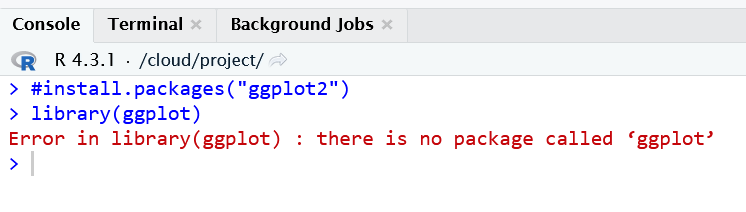 Console Terminal Background Jobs
R R 4.3.1 · /cloud/project/
> #install.packages("ggplot2")
> library(ggplot)
Error in library(ggplot) : there is no package called ‘ggplot’
>